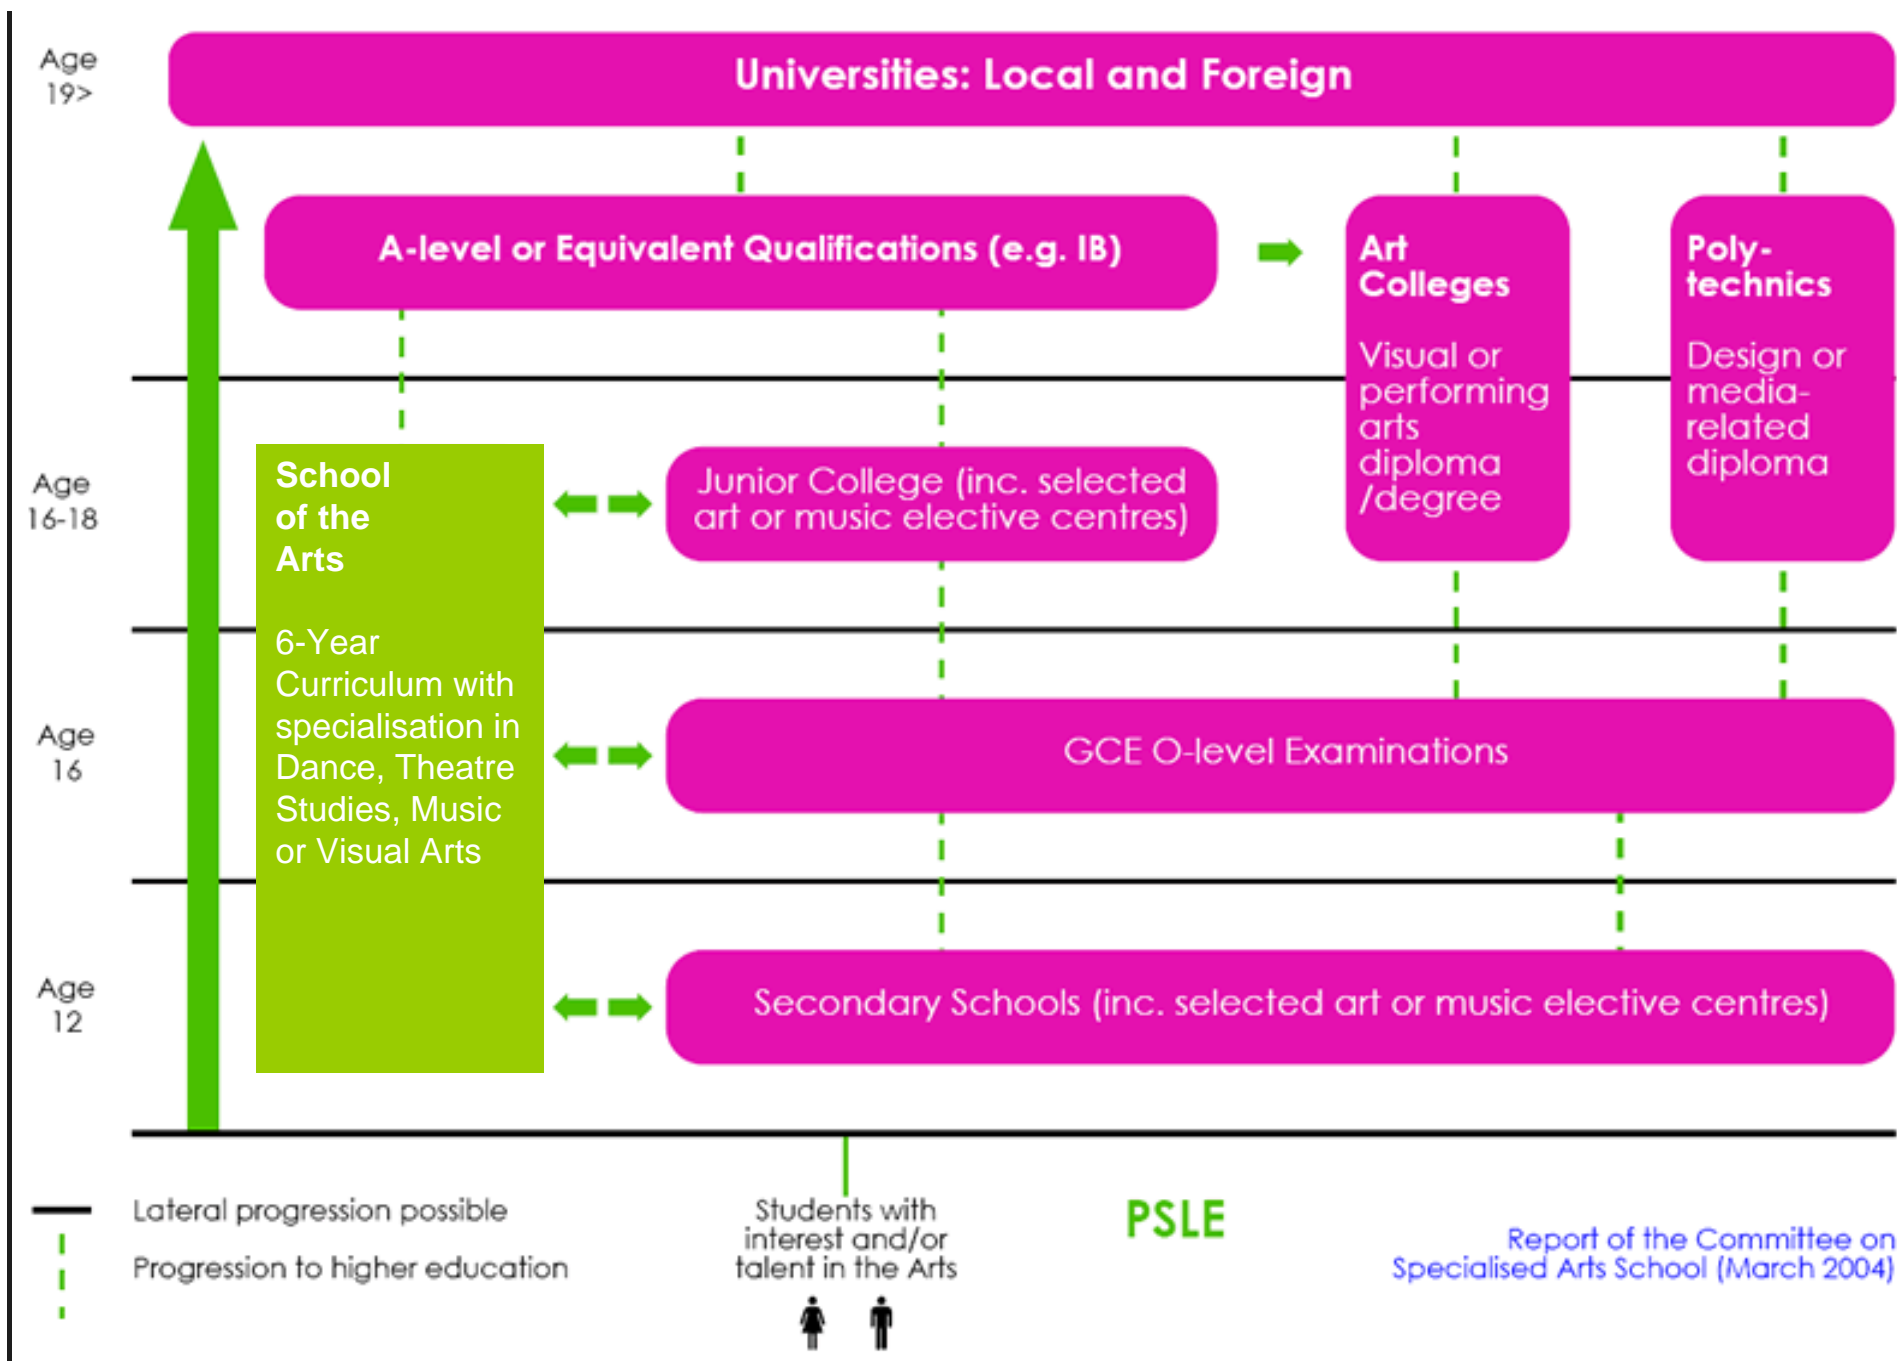 Age
19>
Universities: Local and Foreign
A-level or Equivalent Qualifications (e.g. IB)
Art
Colleges
Visual or
performing
arts
diploma
/degree
Poly-
technics
Design or
media-
related
diploma
Age
16-18
School
of the
Arts
6-Year
Curriculum with
specialisation in
Dance, Theatre
Studies, Music
or Visual Arts
Junior College (inc. selected
art or music elective centres)
Age
16
GCE O-level Examinations
Age
12
Secondary Schools (inc. selected art or music elective centres)
Lateral progression possible
Progression to higher education
Students with
interest and/or
talent in the Arts
PSLE
Report of the Committee on
Specialised Arts School (March 2004)